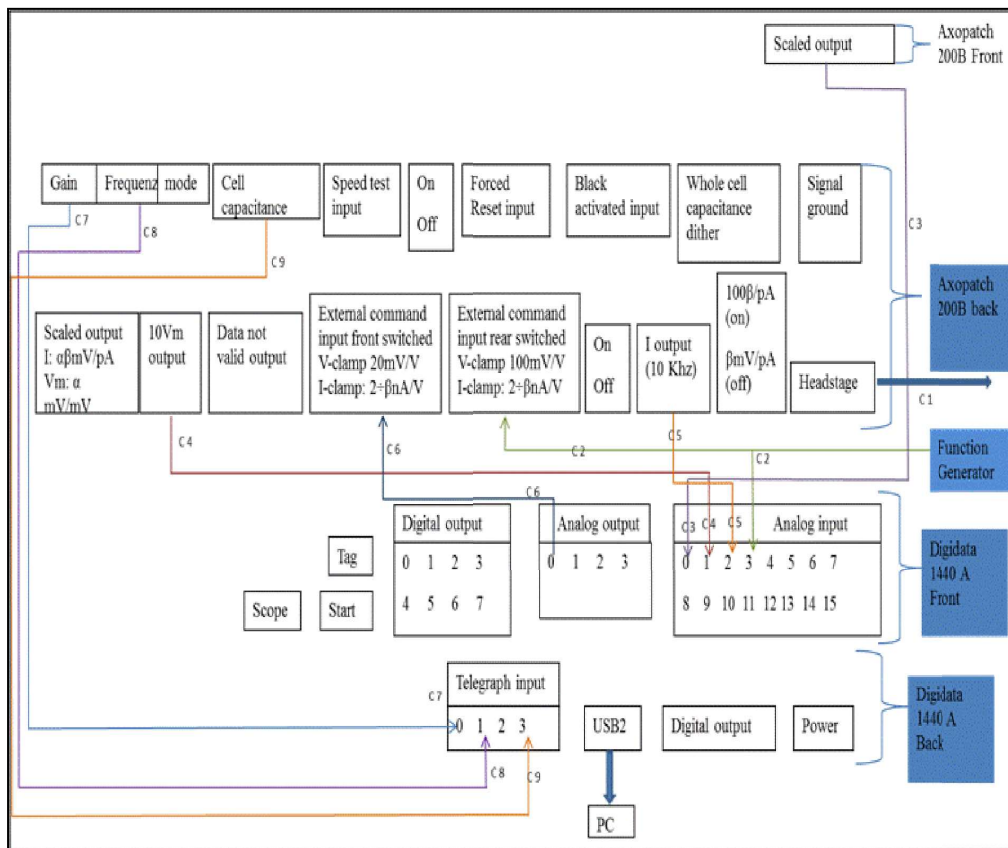 Scaled output
Axopatch
200B Front
Gain
Frequenz
mode
Cell
capacitance
Speed test
input
On
Off
Forced
Reset input
Black
activated input
Whole cell
capacitance
dither
Signal
ground
C7
C8
C9
C3
Axopatch
200B back
Scaled output
I: αβmV/pA
Vm: α
mV/mV
10Vm
output
Data not
valid output
External command
input front switched
V-clamp 20mV/V
I-clamp: 2÷βnA/V
External command
input rear switched
V-clamp 100mV/V
I-clamp: 2÷βnA/V
On
Off
I output
(10 Khz)
100β/pA
(on)
βmV/pA
(off)
Headstage
C1
C4
C6
C2
C5
C2
Function
Generator
C6
C3
C4
C5
Digital output
0 1 2 3
4 5 6 7
Analog output
0 1 2 3
Analog input
0 1 2 3 4 5 6 7
8 9 10 11 12 13 14 15
Tag
Scope
Start
Digidata
1440 A
Front
C7
Telegraph input
0 1 2 3
USB2
Digital output
Power
Digidata
1440 A
Back
C8
C9
PC